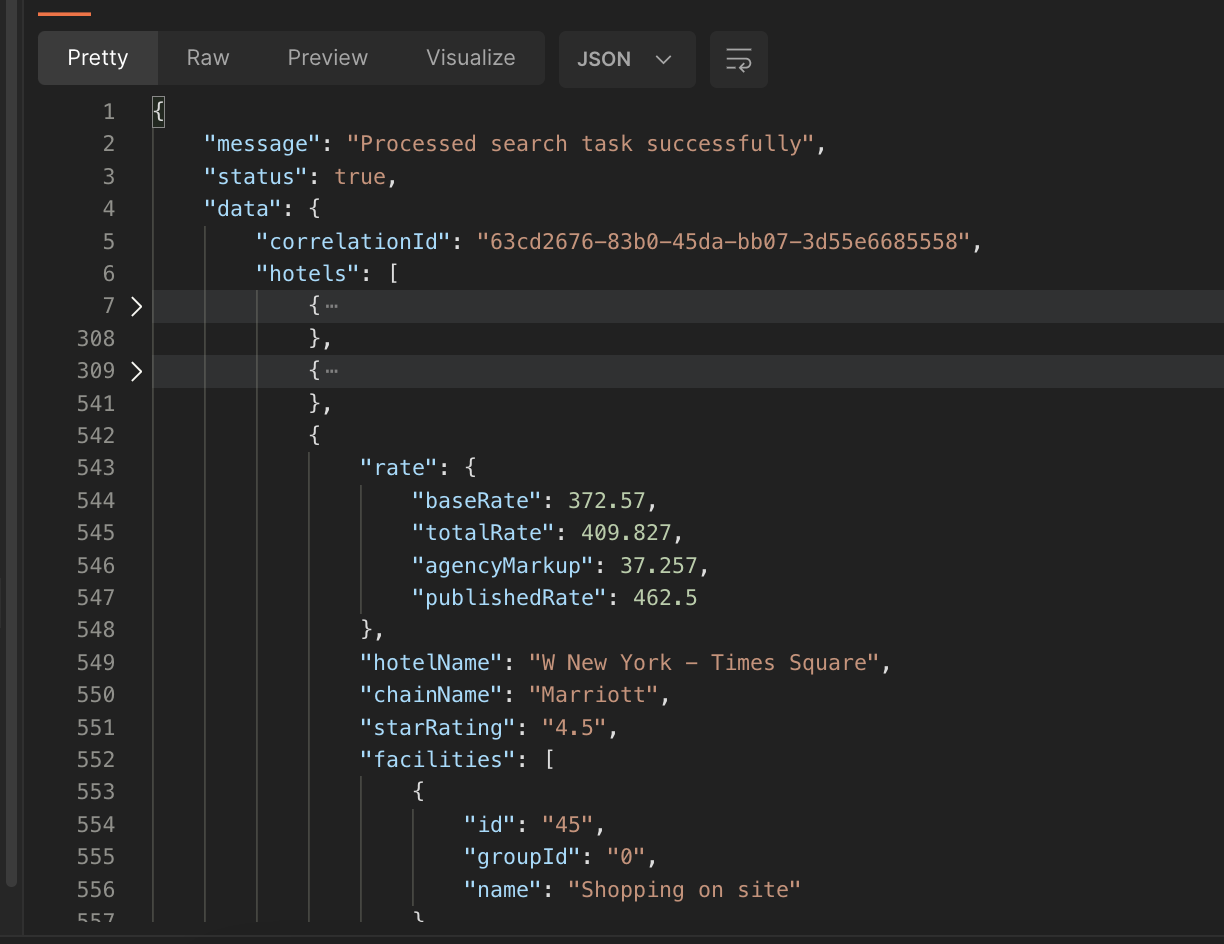 Pretty Raw Preview Visualize JSON
1 {
2 "message": "Processed search task successfully",
3 "status": true,
4 "data": {
5 "correlationId": "63cd2676-83b0-45da-bb07-3d55e6685558",
6 "hotels": [
7 { …
308 },
309 { …
541 },
542 {
543 "rate": {
544 "baseRate": 372.57,
545 "totalRate": 409.827,
546 "agencyMarkup": 37.257,
547 "publishedRate": 462.5
548 },
549 "hotelName": "W New York – Times Square",
550 "chainName": "Marriott",
551 "starRating": "4.5",
552 "facilities": [
553 {
554 "id": "45",
555 "groupId": "0",
556 "name": "Shopping on site"
557 }